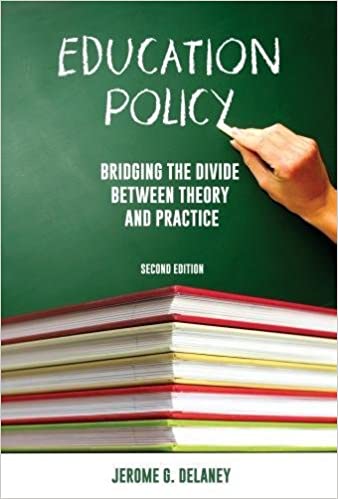 EDUCATION
POLICY
BRIDGING THE DIVIDE
BETWEEN THEORY
AND PRACTICE
SECOND EDITION
JEROME G. DELANEY